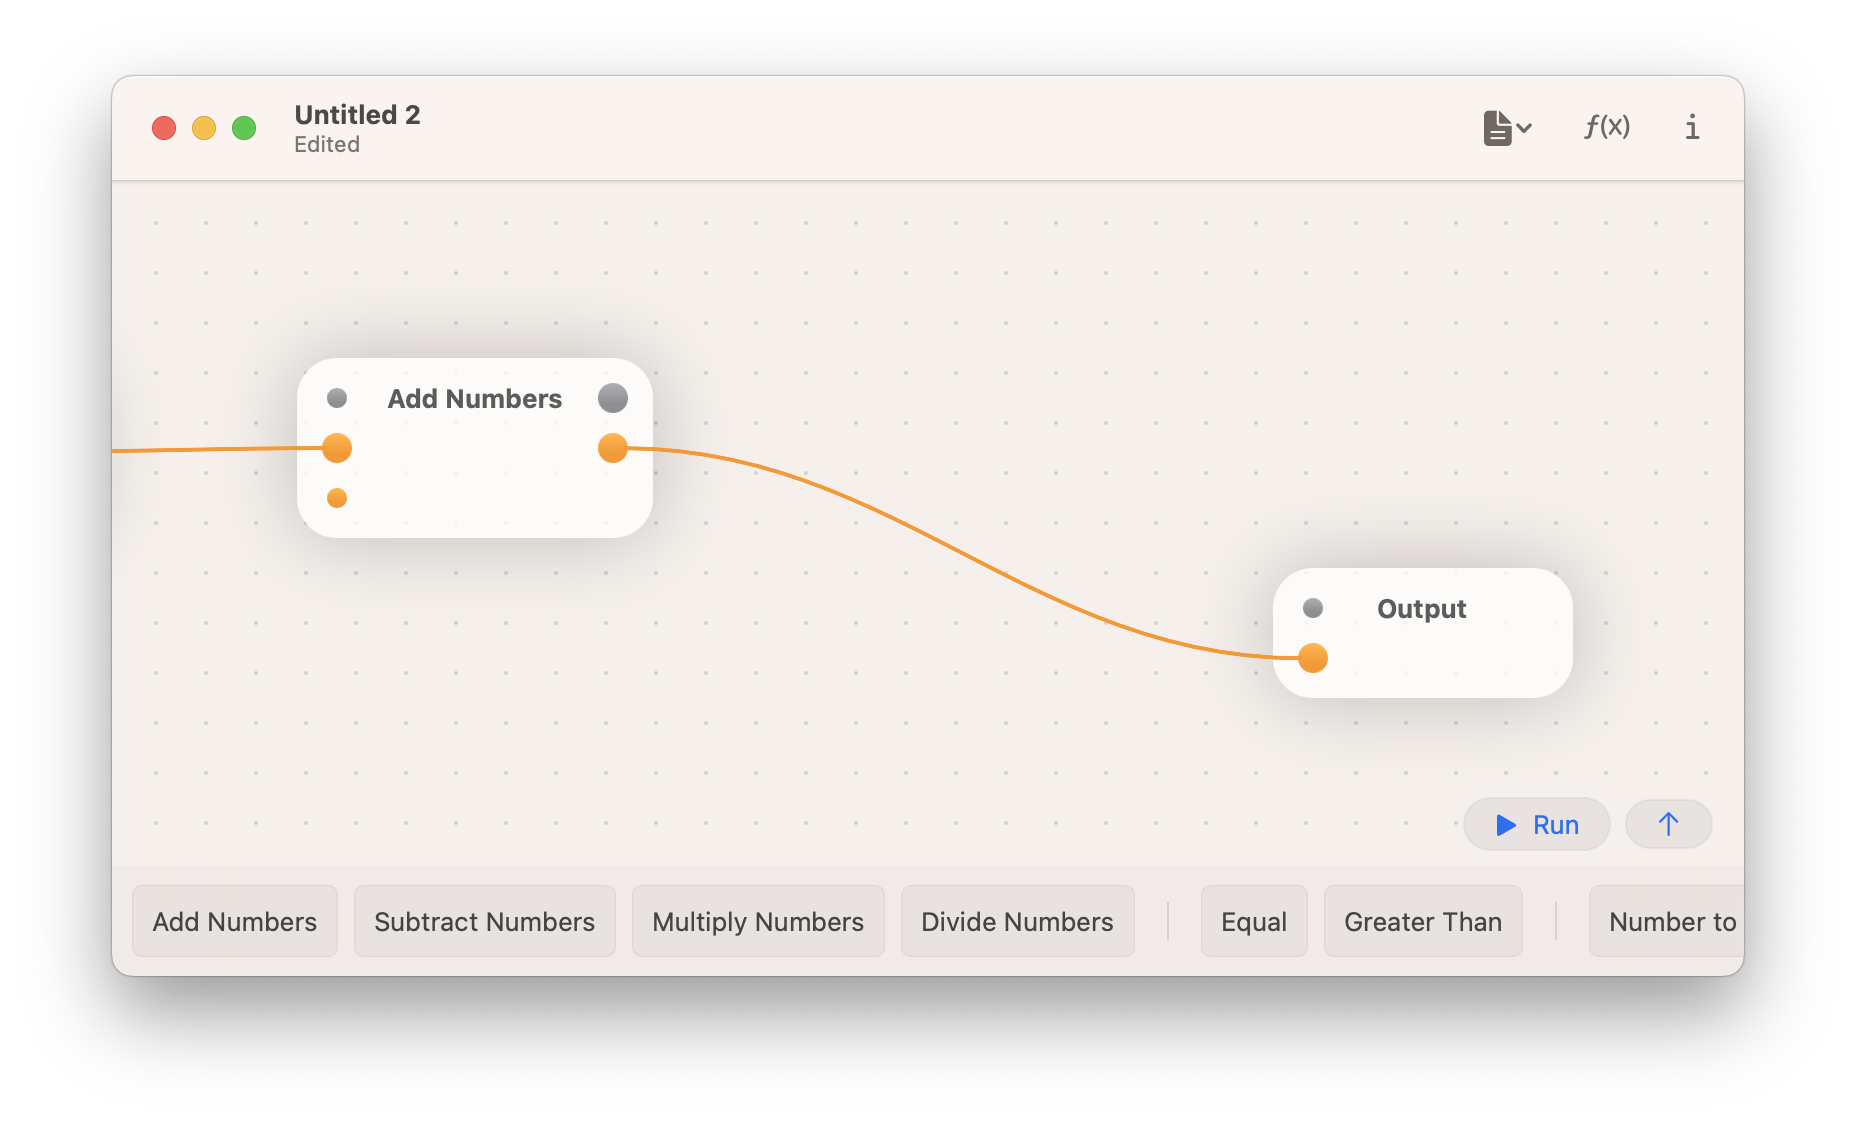 Untitled 2
Edited
f(x)
i
Add Numbers
Output
Run
Add Numbers
Subtract Numbers
Multiply Numbers
Divide Numbers
Equal
Greater Than
Number to